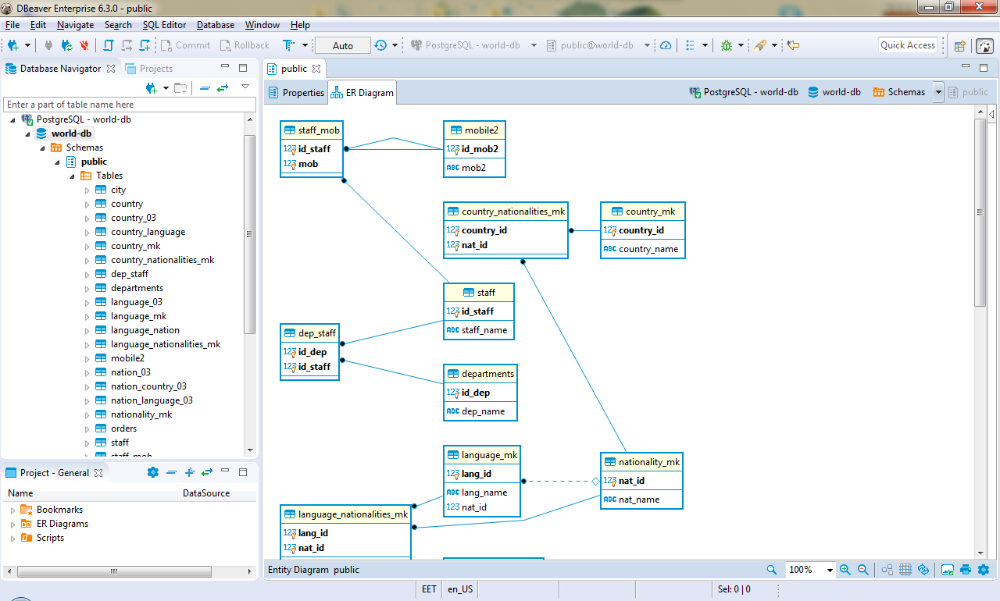 DBeaver Enterprise 6.3.0 - public
File Edit Navigate Search SQL Editor Database Window Help
Commit Rollback Auto PostgreSQL - world-db public@world-db Quick Access
Database Navigator Projects
Enter a part of table name here
PostgreSQL - world-db
world-db
Schemas
public
Tables
city
country
country_03
country_language
country_mk
country_nationalities_mk
dep_staff
departments
language_03
language_mk
language_nation
language_nationalities_mk
mobile2
nation_03
nation_country_03
nation_language_03
nationality_mk
orders
staff
staff_mob
Project - General
Name DataSource
Bookmarks
ER Diagrams
Scripts
public
Properties ER Diagram PostgreSQL - world-db world-db Schemas public
staff_mob
123 id_staff
123 mob
mobile2
123 id_mob2
ABC mob2
country_nationalities_mk
123 country_id
123 nat_id
country_mk
123 country_id
ABC country_name
staff
123 id_staff
ABC staff_name
dep_staff
123 id_dep
123 id_staff
departments
123 id_dep
ABC dep_name
language_mk
123 lang_id
ABC lang_name
123 nat_id
nationality_mk
123 nat_id
ABC nat_name
language_nationalities_mk
123 lang_id
123 nat_id
Entity Diagram public 100%
EET en_US Sel: 0 | 0